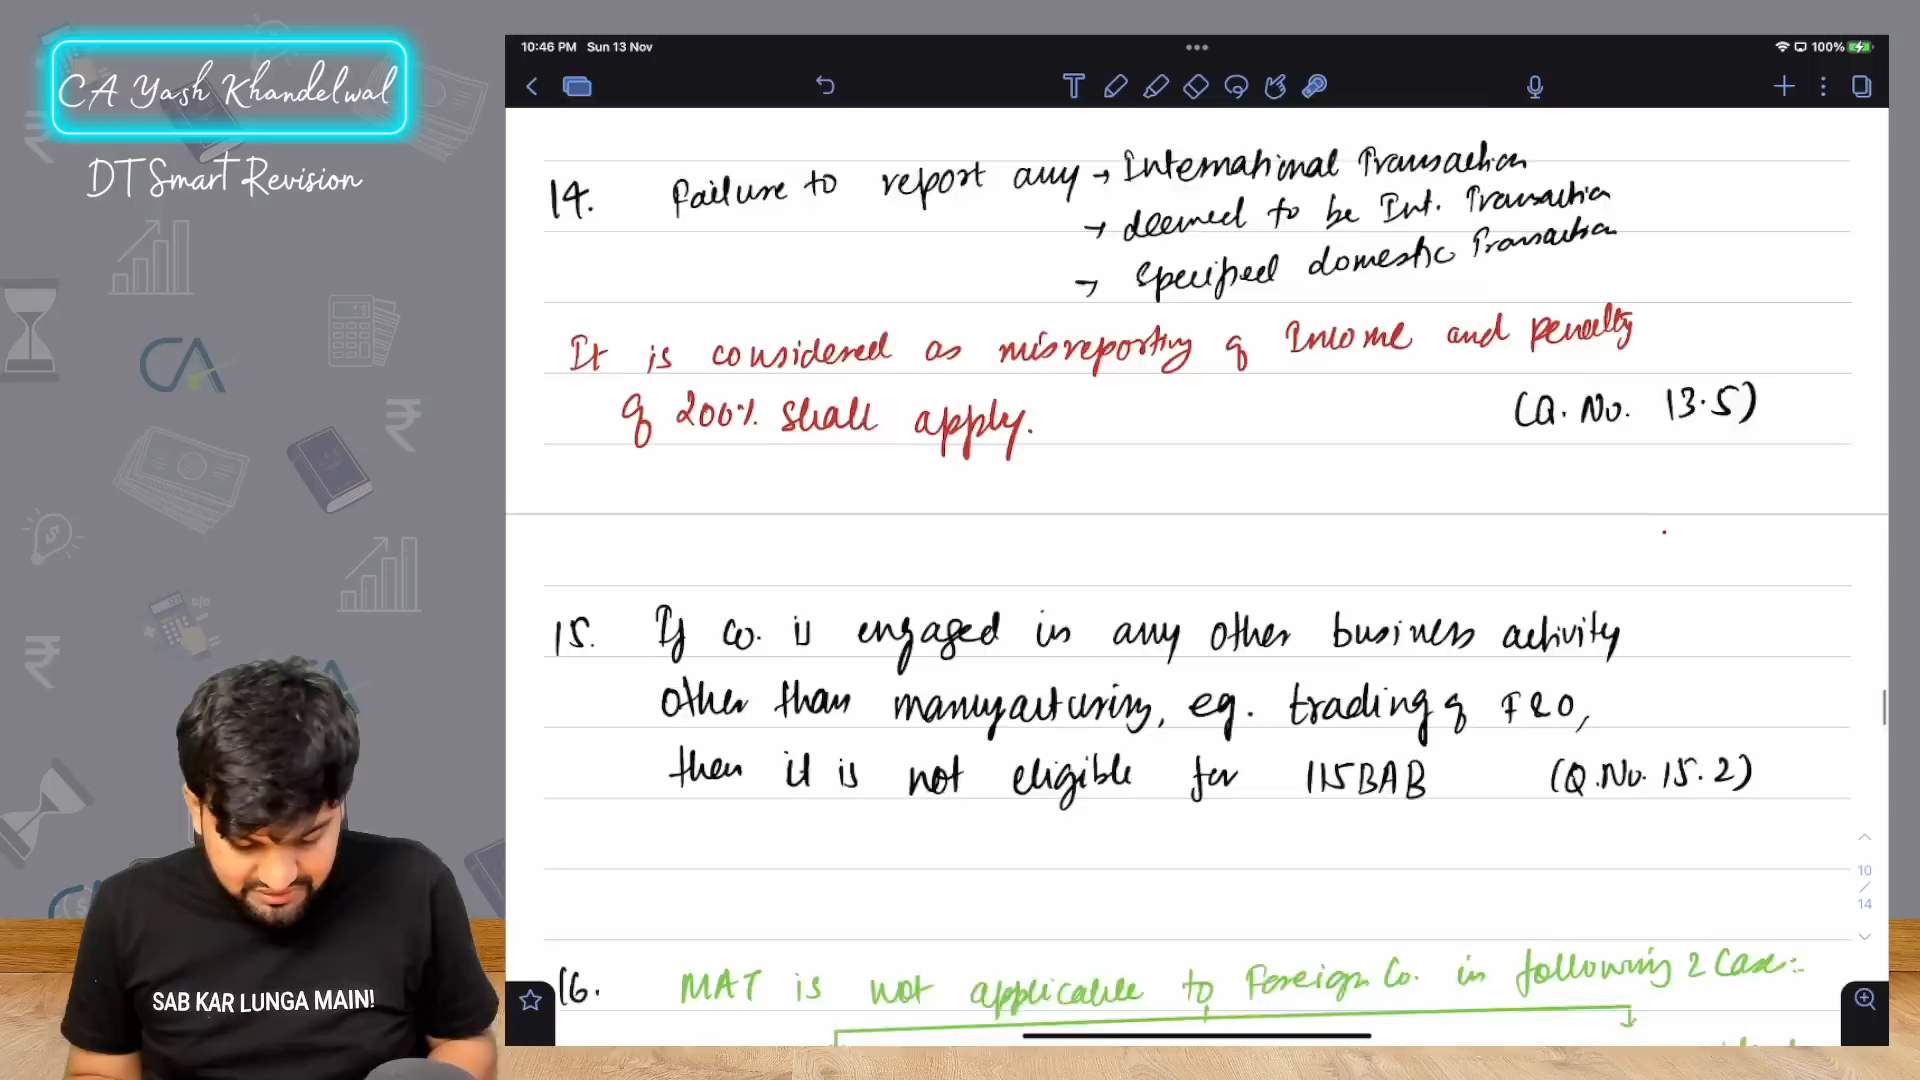 CA Yash Khandelwal
DT Smart Revision
10:46 PM Sun 13 Nov
100%
14. Failure to report any → International Transaction
→ deemed to be Int. Transaction
→ Specified domestic Transaction
It is considered as misreporting of Income and penalty
of 200% shall apply.
(Q. No. 13.5)
15. If Co. is engaged in any other business activity
other than manufacturing, eg. trading of F&O,
then it is not eligible for 115BAB (Q.No. 15.2)
10
/
14
16. MAT is not applicable to Foreign Co. in following 2 Case:-
SAB KAR LUNGA MAIN!
CA